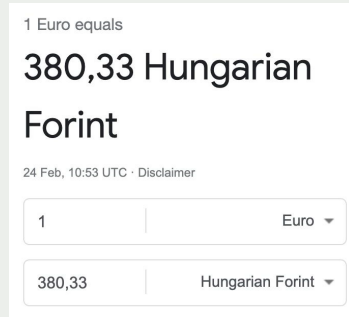 1 Euro equals
380,33 Hungarian
Forint
24 Feb, 10:53 UTC · Disclaimer
1 Euro
380,33 Hungarian Forint